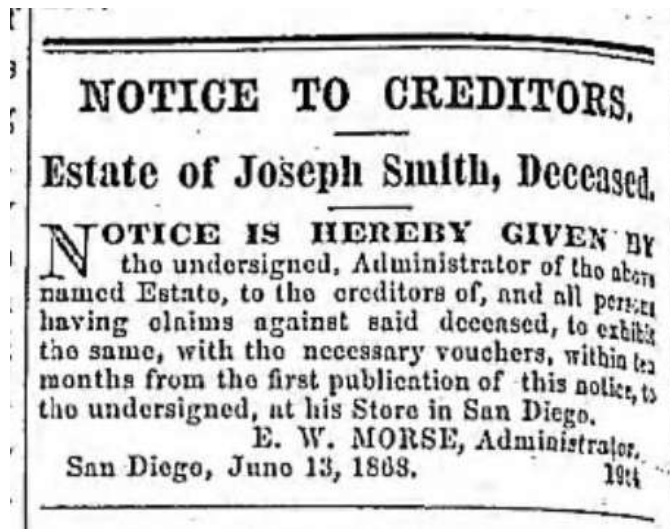 NOTICE TO CREDITORS.
Estate of Joseph Smith, Deceased.
NOTICE IS HEREBY GIVEN BY
the undersigned, Administrator of the above
named Estate, to the creditors of, and all persons
having claims against said deceased, to exhibit
the same, with the necessary vouchers, within ten
months from the first publication of this notice, to
the undersigned, at his Store in San Diego.
E. W. MORSE, Administrator.
San Diego, June 13, 1868.